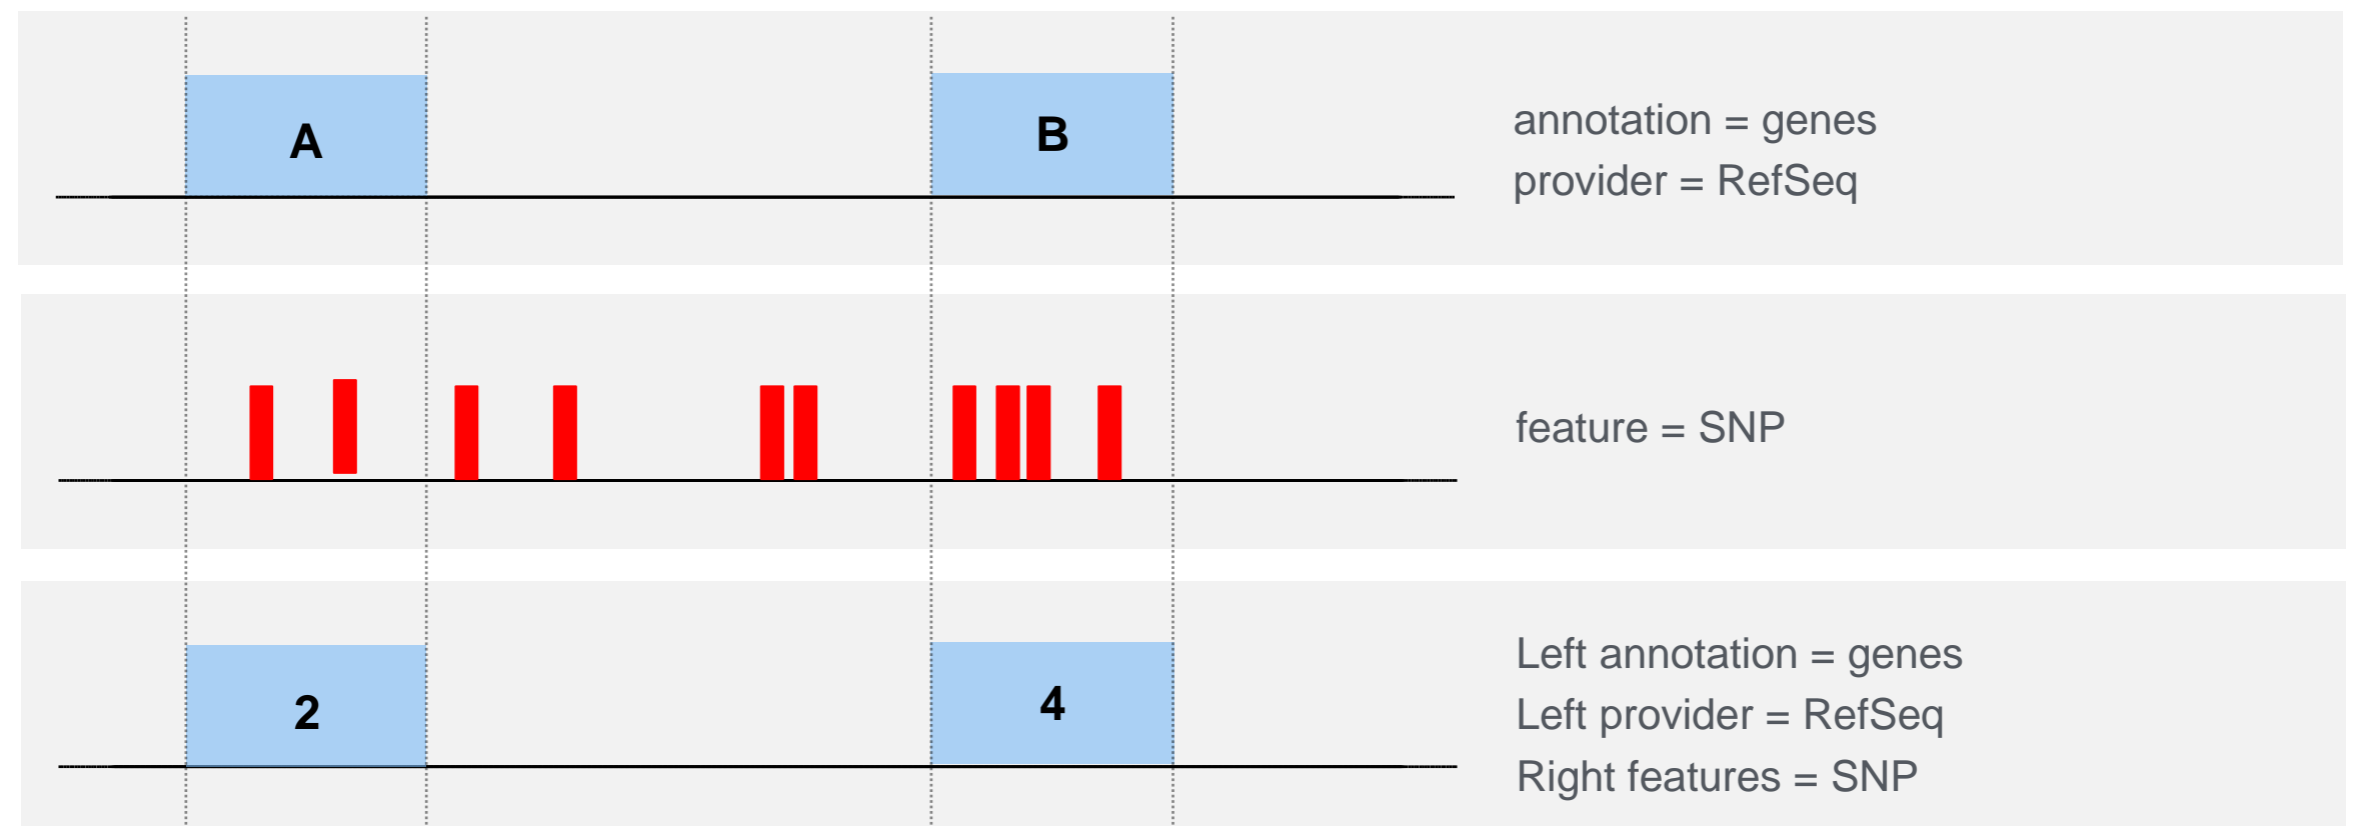 A
B
annotation = genes
provider = RefSeq
feature = SNP
2
4
Left annotation = genes
Left provider = RefSeq
Right features = SNP